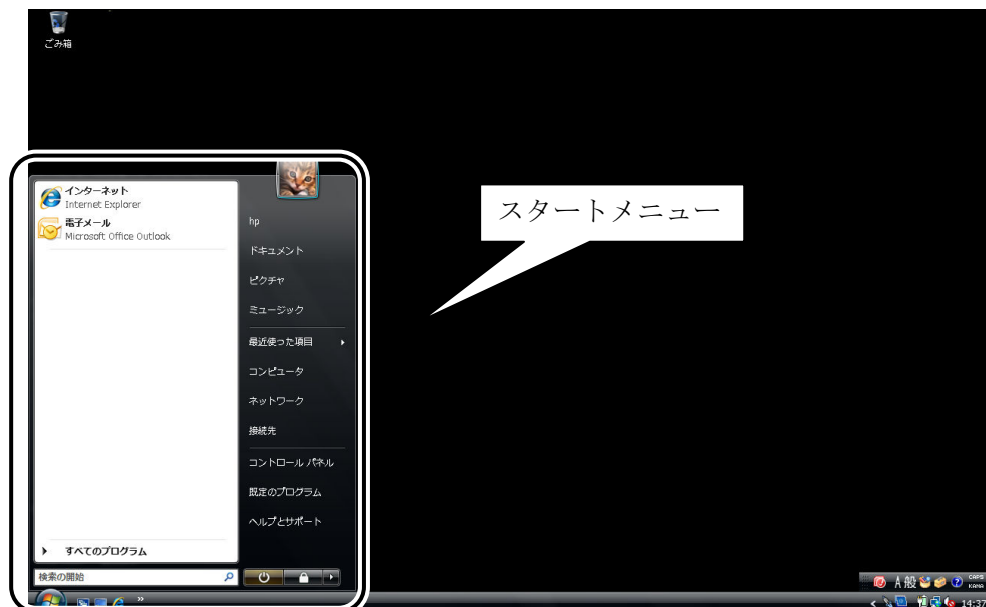 ごみ箱
スタートメニュー
インターネット
Internet Explorer
電子メール
Microsoft Office Outlook
すべてのプログラム
検索の開始
hp
ドキュメント
ピクチャ
ミュージック
最近使った項目
コンピュータ
ネットワーク
接続先
コントロール パネル
既定のプログラム
ヘルプとサポート
»
A 般
CAPS
KANA
14:37